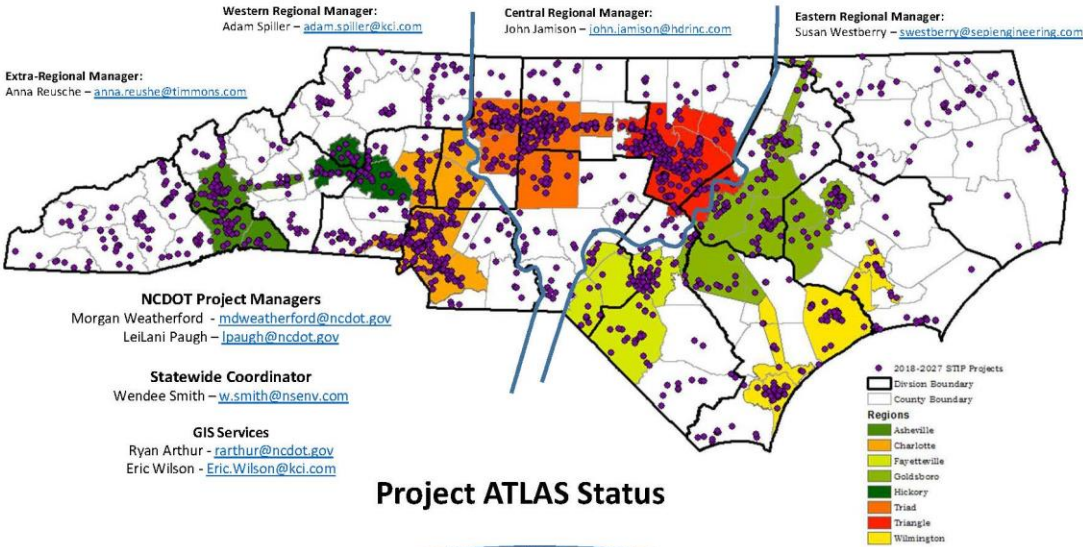 Western Regional Manager:
Adam Spiller – adam.spiller@kci.com
Central Regional Manager:
John Jamison – john.jamison@hdrinc.com
Eastern Regional Manager:
Susan Westberry – swestberry@sepiengineering.com
Extra-Regional Manager:
Anna Reusche – anna.reushe@timmons.com
NCDOT Project Managers
Morgan Weatherford - mdweatherford@ncdot.gov
LeiLani Paugh – lpaugh@ncdot.gov
Statewide Coordinator
Wendee Smith – w.smith@nsenv.com
GIS Services
Ryan Arthur - rarthur@ncdot.gov
Eric Wilson - Eric.Wilson@kci.com
Project ATLAS Status
2018-2027 STIP Projects
Divsion Boundary
County Boundary
Regions
Asheville
Charlotte
Fayetteville
Goldsboro
Hickory
Triad
Triangle
Wilmington